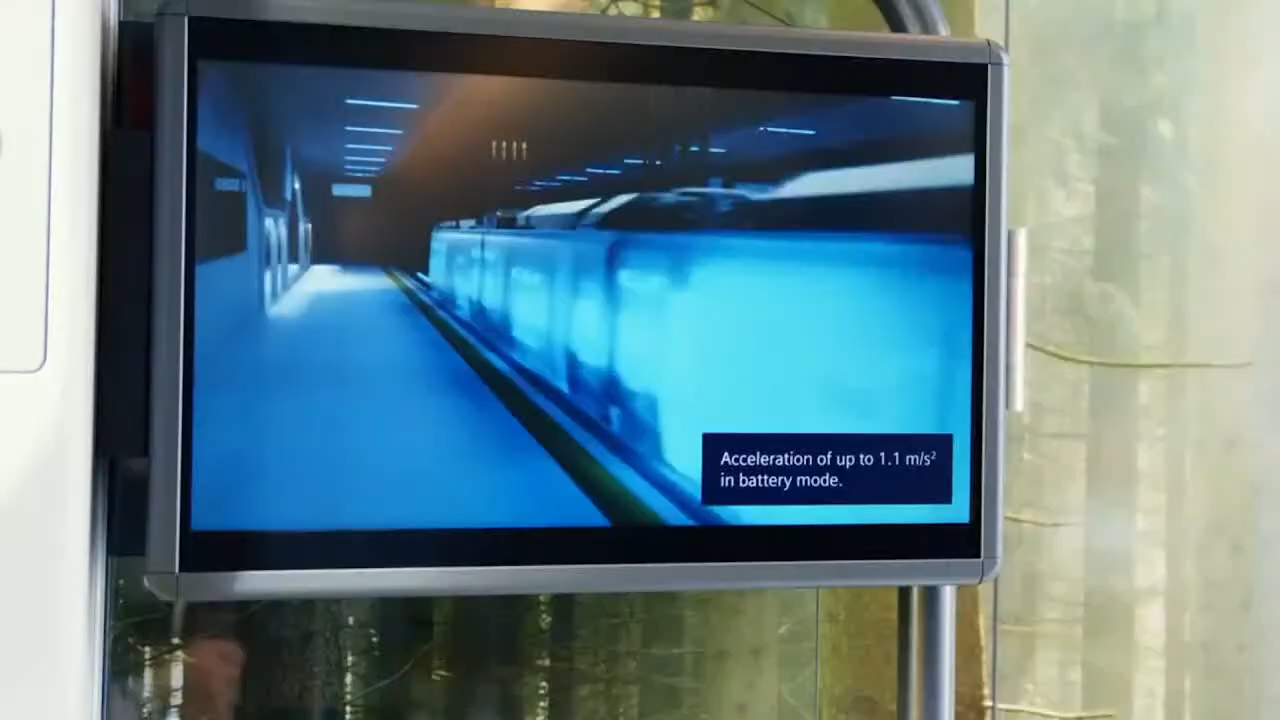 Acceleration of up to 1.1 m/s²
in battery mode.